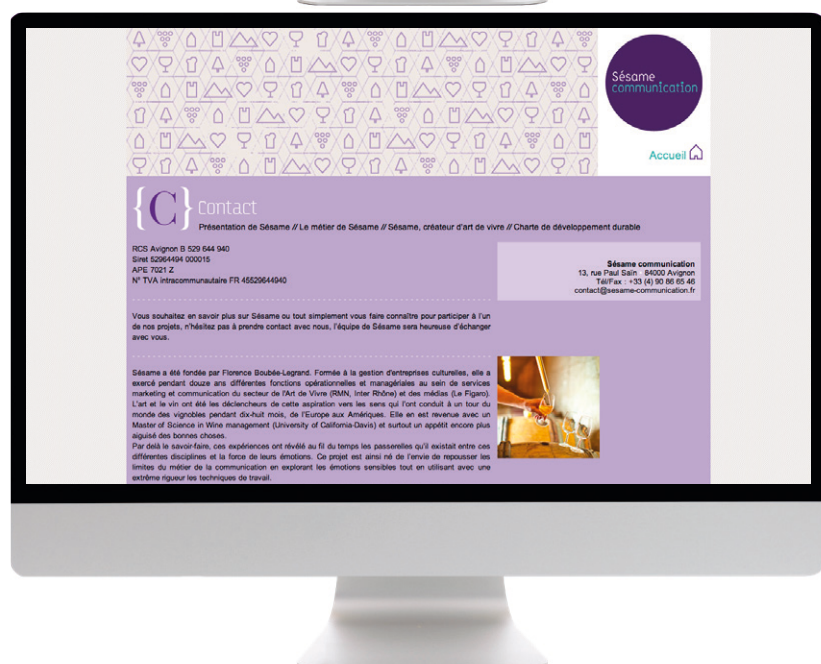 Sésame
communication
Accueil
{C} Contact
Présentation de Sésame // Le métier de Sésame // Sésame, créateur d'art de vivre // Charte de développement durable
RCS Avignon B 529 644 940
Siret 52964494 000015
APE 7021 Z
N° TVA intracommunautaire FR 45529644940
Sésame communication
13, rue Paul Saïn - 84000 Avignon
Tél/Fax : +33 (4) 90 86 65 46
contact@sesame-communication.fr
Vous souhaitez en savoir plus sur Sésame ou tout simplement vous faire connaître pour participer à l'un
de nos projets, n'hésitez pas à prendre contact avec nous, l'équipe de Sésame sera heureuse d'échanger
avec vous.
Sésame a été fondée par Florence Boubée-Legrand. Formée à la gestion d'entreprises culturelles, elle a
exercé pendant douze ans différentes fonctions opérationnelles et managériales au sein de services
marketing et communication du secteur de l'Art de Vivre (RMN, Inter Rhône) et des médias (Le Figaro).
L'art et le vin ont été les déclencheurs de cette aspiration vers les sens qui l'ont conduit à un tour du
monde des vignobles pendant dix-huit mois, de l'Europe aux Amériques. Elle en est revenue avec un
Master of Science in Wine management (University of California-Davis) et surtout un appétit encore plus
aiguisé des bonnes choses.
Par delà le savoir-faire, ces expériences ont révélé au fil du temps les passerelles qu'il existait entre ces
différentes disciplines et la force de leurs émotions. Ce projet est ainsi né de l'envie de repousser les
limites du métier de la communication en explorant les émotions sensibles tout en utilisant avec une
extrême rigueur les techniques de travail.